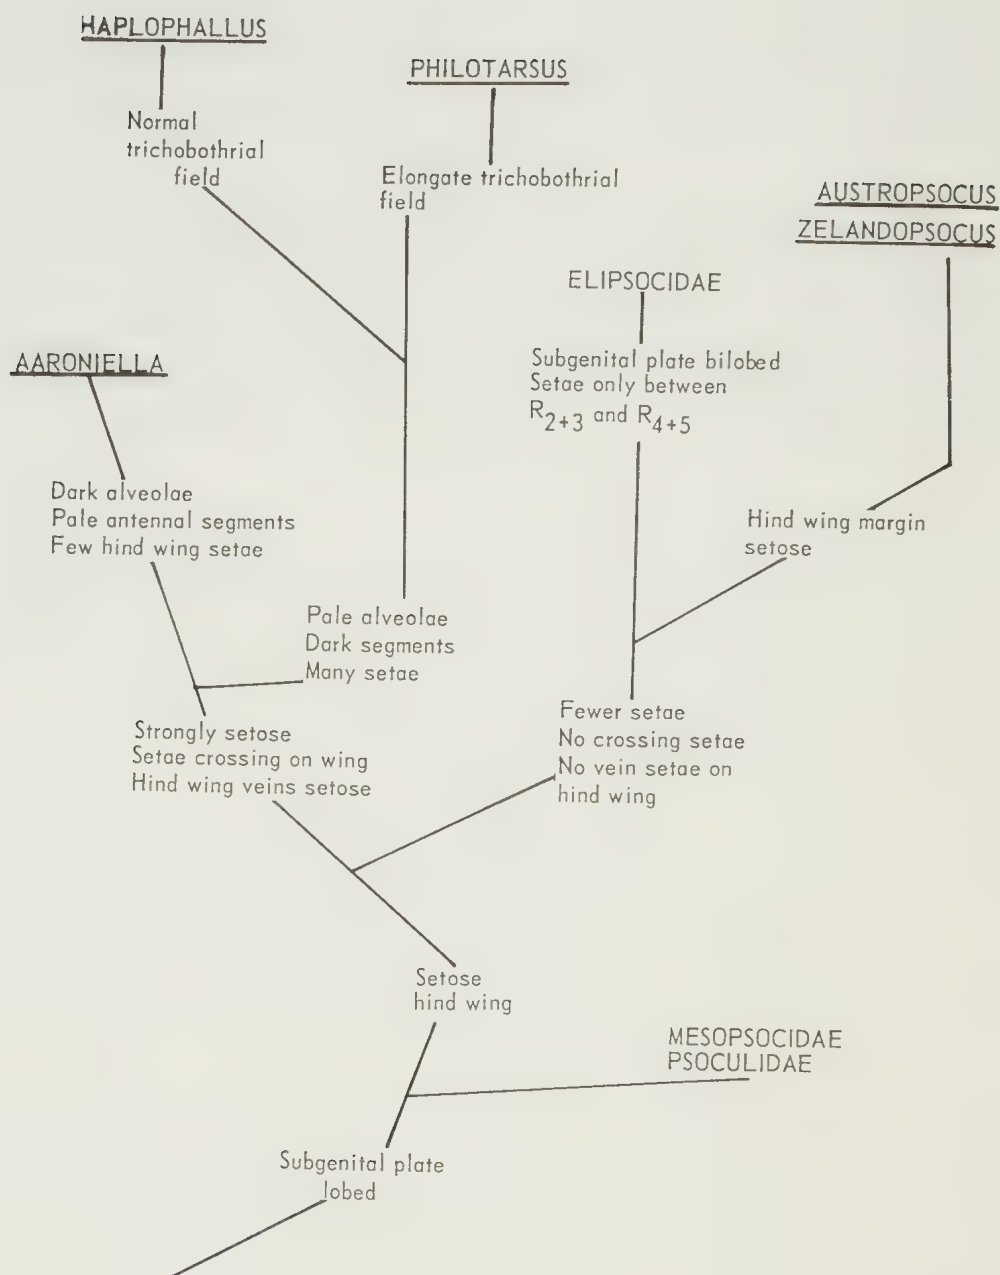 HAPLOPHALLUS
PHILOTARSUS
Normal
trichobothrial
field
Elongate trichobothrial
field
AUSTROPSOCUS
ZELANDOPSOCUS
ELIPSOCIDAE
AARONIELLA
Subgenital plate bilobed
Setae only between
R2+3 and R4+5
Dark alveolae
Pale antennal segments
Few hind wing setae
Hind wing margin
setose
Pale alveolae
Dark segments
Many setae
Strongly setose
Setae crossing on wing
Hind wing veins setose
Fewer setae
No crossing setae
No vein setae on
hind wing
Setose
hind wing
MESOPSOCIDAE
PSOCULIDAE
Subgenital plate
lobed